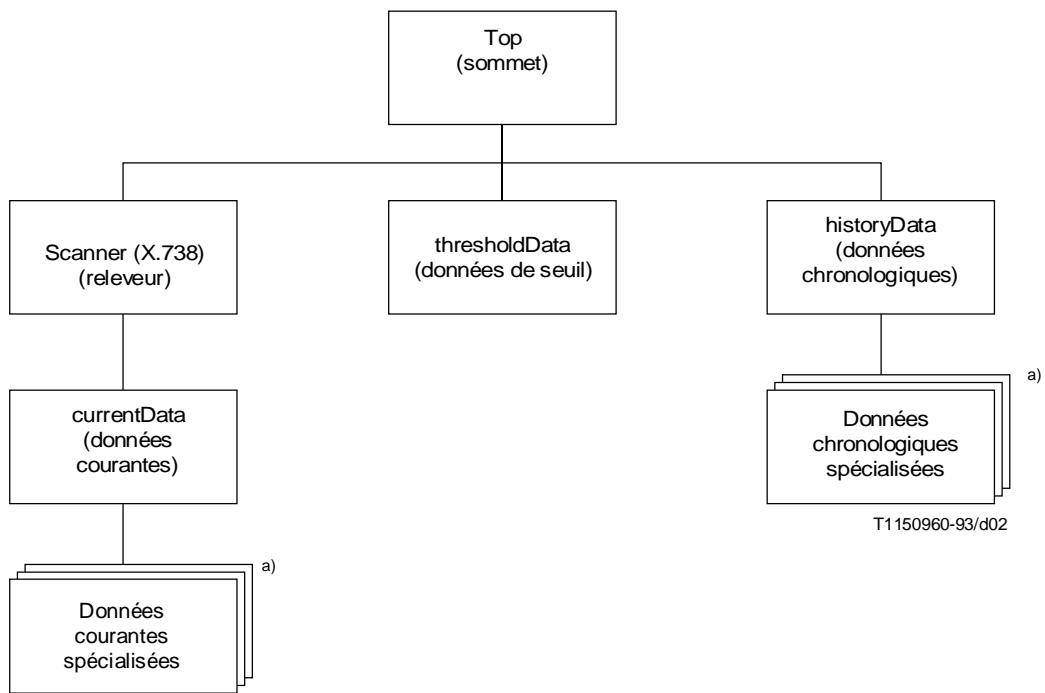 Top
(sommet)
Scanner (X.738)
(releveur)
thresholdData
(données de seuil)
historyData
(données
chronologiques)
currentData
(données
courantes)
a)
Données
chronologiques
spécialisées
T1150960-93/d02
a)
Données
courantes
spécialisées